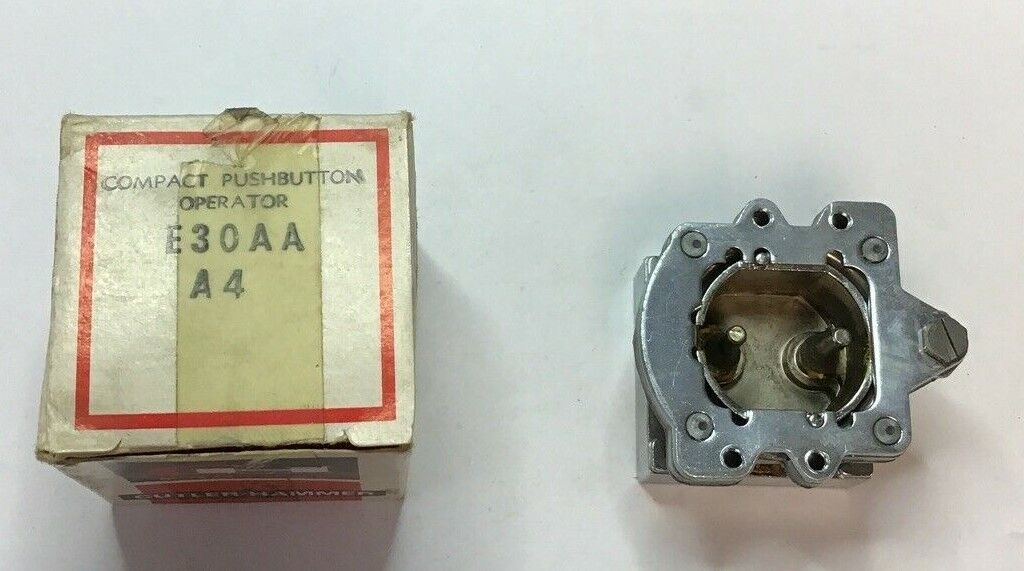 COMPACT PUSHBUTTON
OPERATOR
E30AA
A4
CUTLER-HAMMER